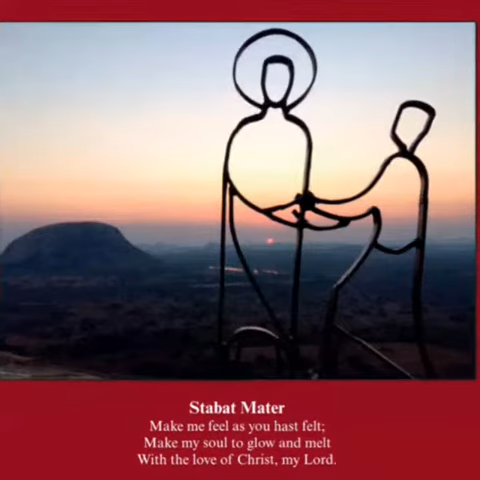 Stabat Mater
Make me feel as you hast felt;
Make my soul to glow and melt
With the love of Christ, my Lord.